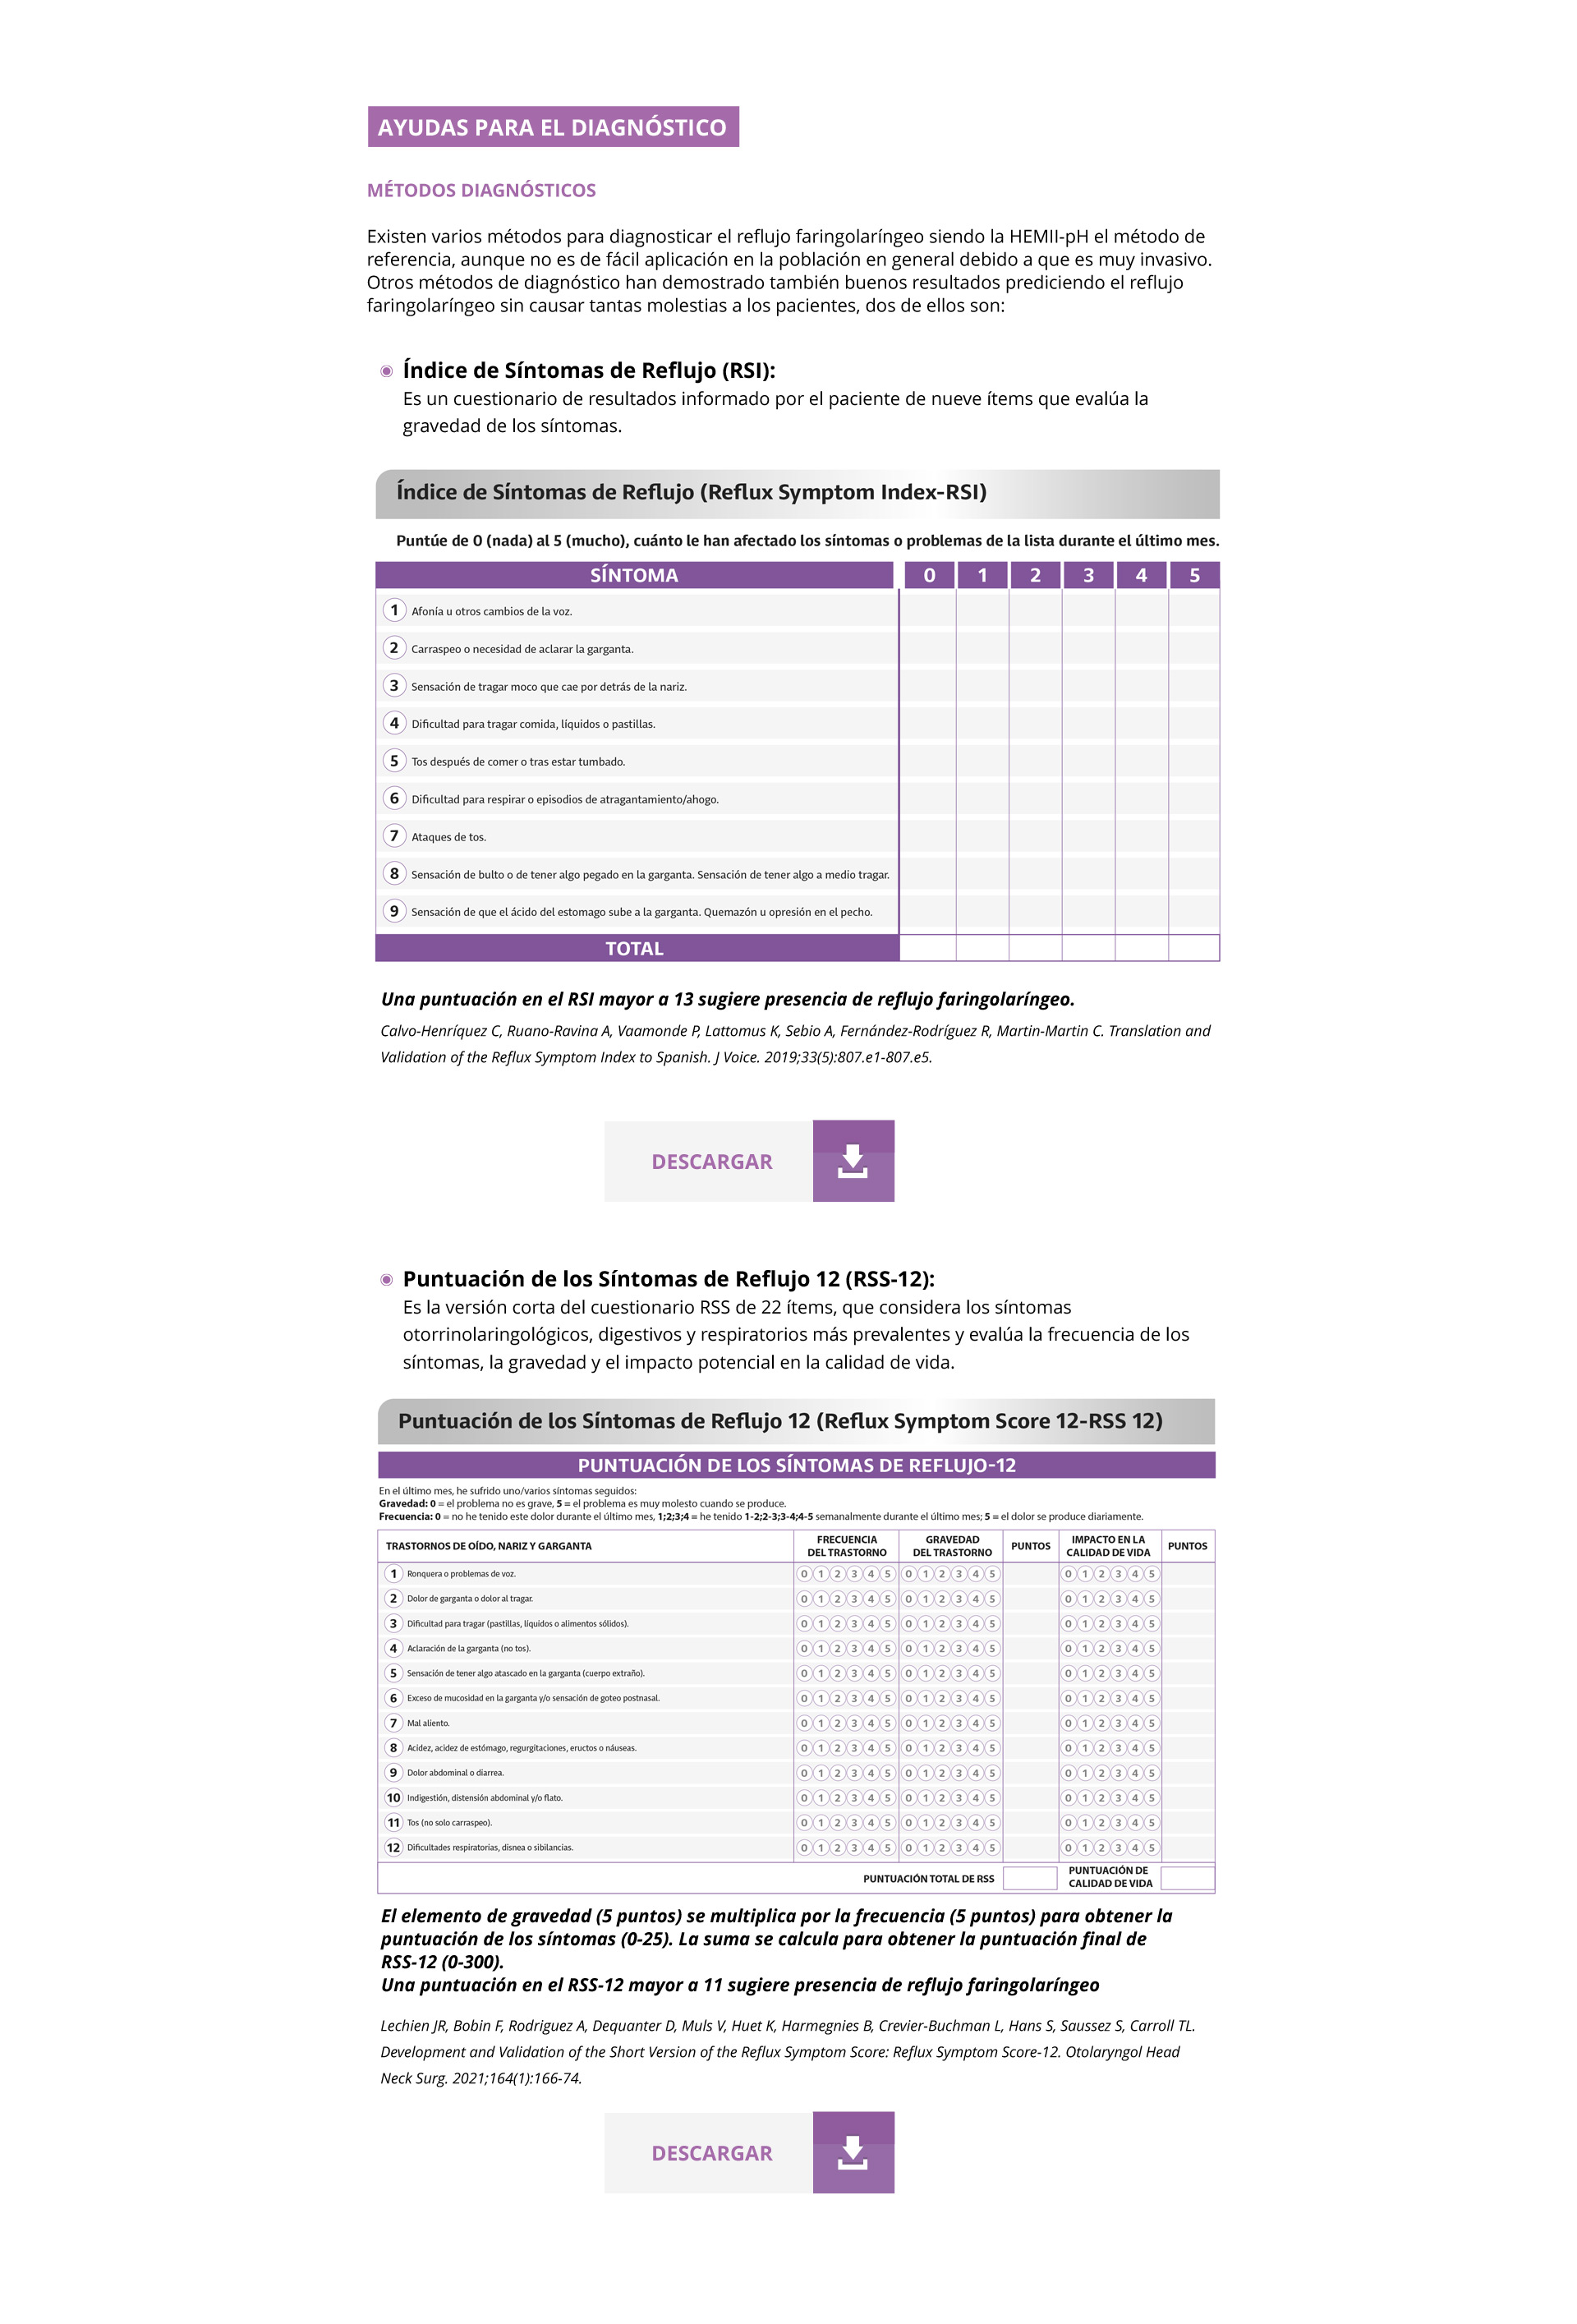 AYUDAS PARA EL DIAGNÓSTICO
MÉTODOS DIAGNÓSTICOS
Existen varios métodos para diagnosticar el reflujo faringolaríngeo siendo la HEMII-pH el método de
referencia, aunque no es de fácil aplicación en la población en general debido a que es muy invasivo.
Otros métodos de diagnóstico han demostrado también buenos resultados prediciendo el reflujo
faringolaríngeo sin causar tantas molestias a los pacientes, dos de ellos son:
Índice de Síntomas de Reflujo (RSI):
Es un cuestionario de resultados informado por el paciente de nueve ítems que evalúa la
gravedad de los síntomas.
Índice de Síntomas de Reflujo (Reflux Symptom Index-RSI)
Puntúe de 0 (nada) al 5 (mucho), cuánto le han afectado los síntomas o problemas de la lista durante el último mes.
SÍNTOMA 0 1 2 3 4 5
1 Afonía u otros cambios de la voz.
2 Carraspeo o necesidad de aclarar la garganta.
3 Sensación de tragar moco que cae por detrás de la nariz.
4 Dificultad para tragar comida, líquidos o pastillas.
5 Tos después de comer o tras estar tumbado.
6 Dificultad para respirar o episodios de atragantamiento/ahogo.
7 Ataques de tos.
8 Sensación de bulto o de tener algo pegado en la garganta. Sensación de tener algo a medio tragar.
9 Sensación de que el ácido del estomago sube a la garganta. Quemazón u opresión en el pecho.
TOTAL
Una puntuación en el RSI mayor a 13 sugiere presencia de reflujo faringolaríngeo.
Calvo-Henríquez C, Ruano-Ravina A, Vaamonde P, Lattomus K, Sebio A, Fernández-Rodríguez R, Martin-Martin C. Translation and
Validation of the Reflux Symptom Index to Spanish. J Voice. 2019;33(5):807.e1-807.e5.
DESCARGAR
Puntuación de los Síntomas de Reflujo 12 (RSS-12):
Es la versión corta del cuestionario RSS de 22 ítems, que considera los síntomas
otorrinolaringológicos, digestivos y respiratorios más prevalentes y evalúa la frecuencia de los
síntomas, la gravedad y el impacto potencial en la calidad de vida.
Puntuación de los Síntomas de Reflujo 12 (Reflux Symptom Score 12-RSS 12)
PUNTUACIÓN DE LOS SÍNTOMAS DE REFLUJO-12
En el último mes, he sufrido uno/varios síntomas seguidos:
Gravedad: 0 = el problema no es grave, 5 = el problema es muy molesto cuando se produce.
Frecuencia: 0 = no he tenido este dolor durante el último mes, 1;2;3;4 = he tenido 1-2;2-3;3-4;4-5 semanalmente durante el último mes; 5 = el dolor se produce diariamente.
TRASTORNOS DE OÍDO, NARIZ Y GARGANTA FRECUENCIA DEL TRASTORNO GRAVEDAD DEL TRASTORNO PUNTOS IMPACTO EN LA CALIDAD DE VIDA PUNTOS
1 Ronquera o problemas de voz. 0 1 2 3 4 5 0 1 2 3 4 5 0 1 2 3 4 5
2 Dolor de garganta o dolor al tragar. 0 1 2 3 4 5 0 1 2 3 4 5 0 1 2 3 4 5
3 Dificultad para tragar (pastillas, líquidos o alimentos sólidos). 0 1 2 3 4 5 0 1 2 3 4 5 0 1 2 3 4 5
4 Aclaración de la garganta (no tos). 0 1 2 3 4 5 0 1 2 3 4 5 0 1 2 3 4 5
5 Sensación de tener algo atascado en la garganta (cuerpo extraño). 0 1 2 3 4 5 0 1 2 3 4 5 0 1 2 3 4 5
6 Exceso de mucosidad en la garganta y/o sensación de goteo postnasal. 0 1 2 3 4 5 0 1 2 3 4 5 0 1 2 3 4 5
7 Mal aliento. 0 1 2 3 4 5 0 1 2 3 4 5 0 1 2 3 4 5
8 Acidez, acidez de estómago, regurgitaciones, eructos o náuseas. 0 1 2 3 4 5 0 1 2 3 4 5 0 1 2 3 4 5
9 Dolor abdominal o diarrea. 0 1 2 3 4 5 0 1 2 3 4 5 0 1 2 3 4 5
10 Indigestión, distensión abdominal y/o flato. 0 1 2 3 4 5 0 1 2 3 4 5 0 1 2 3 4 5
11 Tos (no solo carraspeo). 0 1 2 3 4 5 0 1 2 3 4 5 0 1 2 3 4 5
12 Dificultades respiratorias, disnea o sibilancias. 0 1 2 3 4 5 0 1 2 3 4 5 0 1 2 3 4 5
PUNTUACIÓN TOTAL DE RSS PUNTUACIÓN DE CALIDAD DE VIDA
El elemento de gravedad (5 puntos) se multiplica por la frecuencia (5 puntos) para obtener la
puntuación de los síntomas (0-25). La suma se calcula para obtener la puntuación final de
RSS-12 (0-300).
Una puntuación en el RSS-12 mayor a 11 sugiere presencia de reflujo faringolaríngeo
Lechien JR, Bobin F, Rodriguez A, Dequanter D, Muls V, Huet K, Harmegnies B, Crevier-Buchman L, Hans S, Saussez S, Carroll TL.
Development and Validation of the Short Version of the Reflux Symptom Score: Reflux Symptom Score-12. Otolaryngol Head
Neck Surg. 2021;164(1):166-74.
DESCARGAR